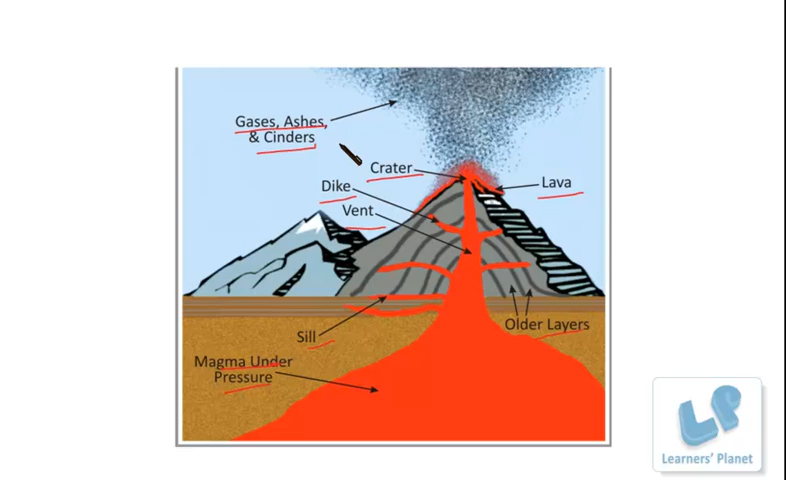 Gases, Ashes,
& Cinders
Crater
Dike
Lava
Vent
Sill
Older Layers
Magma Under
Pressure
LP
Learners' Planet